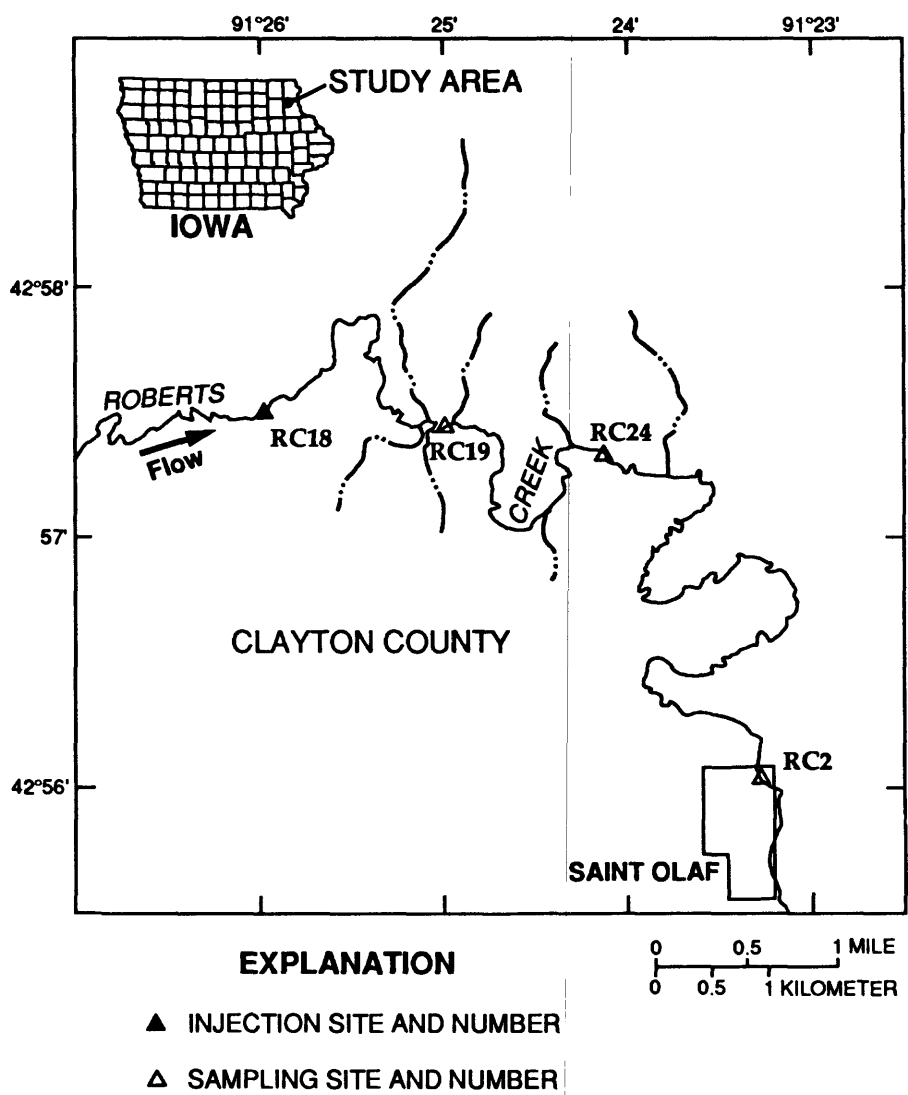 91°26' 25' 24' 91°23'
STUDY AREA
IOWA
42°58'
ROBERTS
Flow
RC18
RC19
CREEK
RC24
57'
CLAYTON COUNTY
42°56'
RC2
SAINT OLAF
EXPLANATION
INJECTION SITE AND NUMBER
SAMPLING SITE AND NUMBER
0 0.5 1 MILE
0 0.5 1 KILOMETER